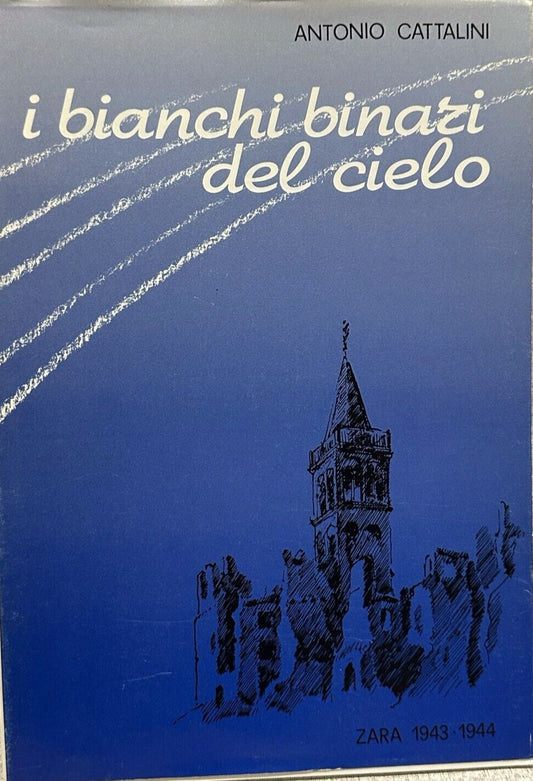 ANTONIO CATTALINI
i bianchi binari
del cielo
ZARA 1943·1944